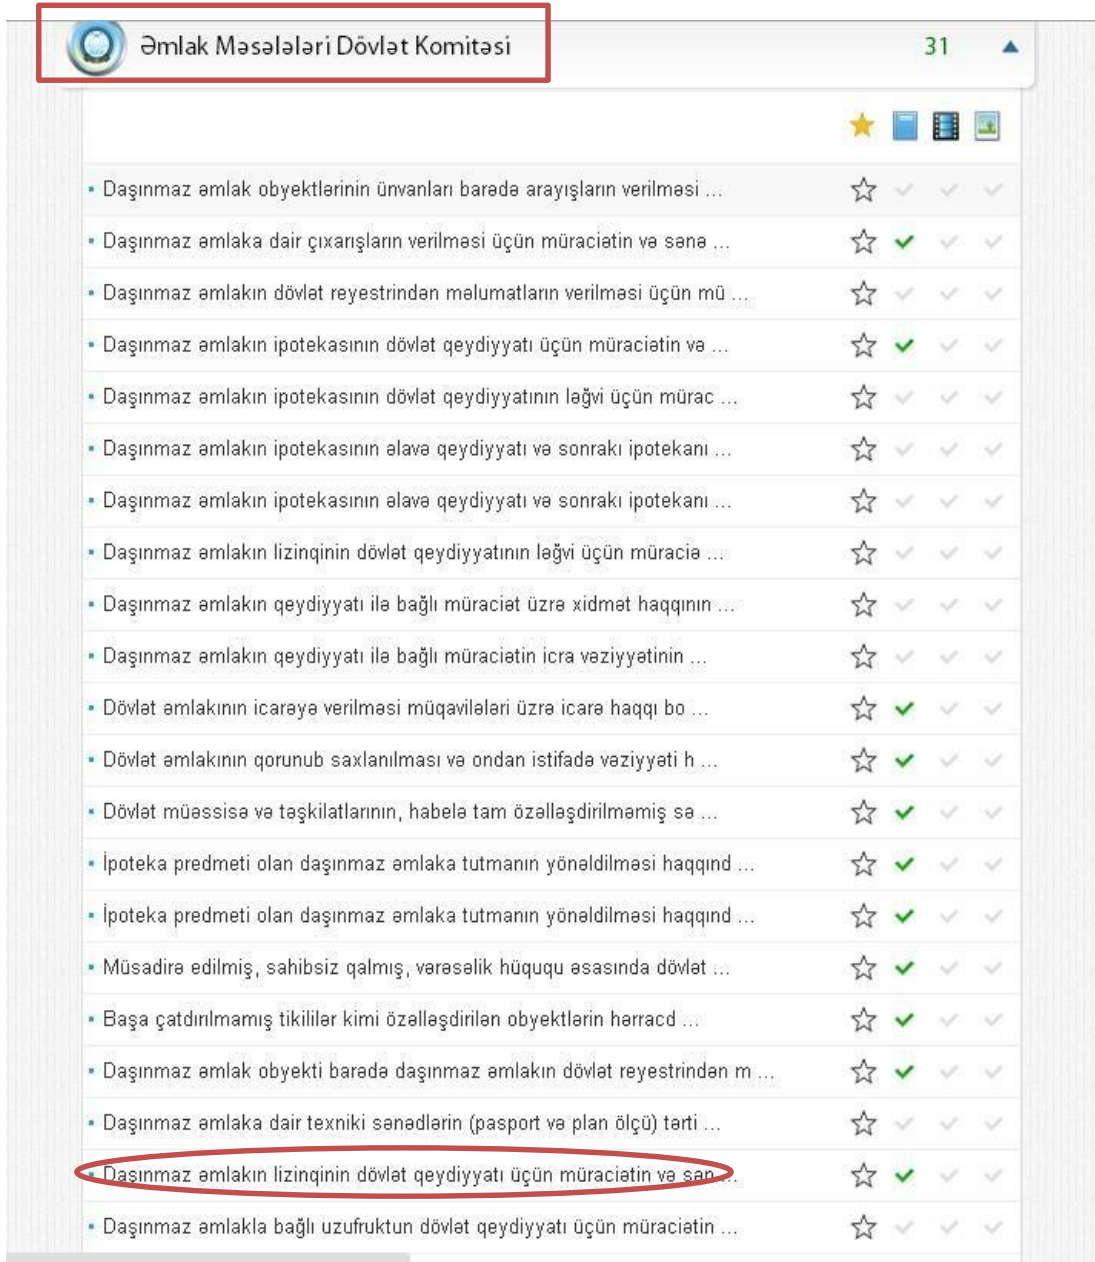 Əmlak Məsələləri Dövlət Komitəsi 31
Daşınmaz əmlak obyektlərinin ünvanları barədə arayışların verilməsi ...
Daşınmaz əmlaka dair çıxarışların verilməsi üçün müraciətin və sənə ...
Daşınmaz əmlakın dövlət reyestrindən məlumatların verilməsi üçün mü ...
Daşınmaz əmlakın ipotekasının dövlət qeydiyyatı üçün müraciətin və ...
Daşınmaz əmlakın ipotekasının dövlət qeydiyyatının ləğvi üçün mürac ...
Daşınmaz əmlakın ipotekasının əlavə qeydiyyatı və sonrakı ipotekanı ...
Daşınmaz əmlakın ipotekasının əlavə qeydiyyatı və sonrakı ipotekanı ...
Daşınmaz əmlakın lizinqinin dövlət qeydiyyatının ləğvi üçün müraciə ...
Daşınmaz əmlakın qeydiyyatı ilə bağlı müraciət üzrə xidmət haqqının ...
Daşınmaz əmlakın qeydiyyatı ilə bağlı müraciətin icra vəziyyətinin ...
Dövlət əmlakının icarəyə verilməsi müqavilələri üzrə icarə haqqı bo ...
Dövlət əmlakının qorunub saxlanılması və ondan istifadə vəziyyəti h ...
Dövlət müəssisə və təşkilatlarının, habelə tam özəlləşdirilməmiş sə ...
İpoteka predmeti olan daşınmaz əmlaka tutmanın yönəldilməsi haqqınd ...
İpoteka predmeti olan daşınmaz əmlaka tutmanın yönəldilməsi haqqınd ...
Müsadirə edilmiş, sahibsiz qalmış, vərəsəlik hüququ əsasında dövlət ...
Başa çatdırılmamış tikililər kimi özəlləşdirilən obyektlərin hərracd ...
Daşınmaz əmlak obyekti barədə daşınmaz əmlakın dövlət reyestrindən m ...
Daşınmaz əmlaka dair texniki sənədlərin (pasport və plan ölçü) tərti ...
Daşınmaz əmlakın lizinqinin dövlət qeydiyyatı üçün müraciətin və sən ...
Daşınmaz əmlakla bağlı uzufruktun dövlət qeydiyyatı üçün müraciətin ...